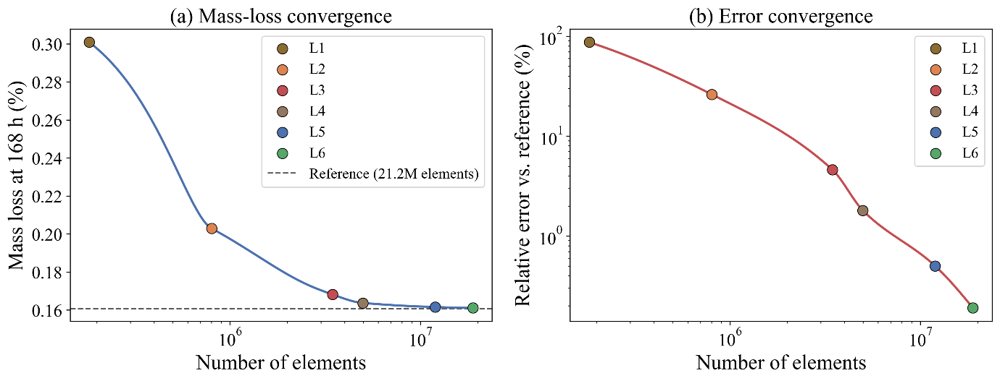 (a) Mass-loss convergence
Mass loss at 168 h (%)
0.30
0.28
0.26
0.24
0.22
0.20
0.18
0.16
L1
L2
L3
L4
L5
L6
Reference (21.2M elements)
10⁶
10⁷
Number of elements
(b) Error convergence
Relative error vs. reference (%)
10²
10¹
10⁰
L1
L2
L3
L4
L5
L6
10⁶
10⁷
Number of elements